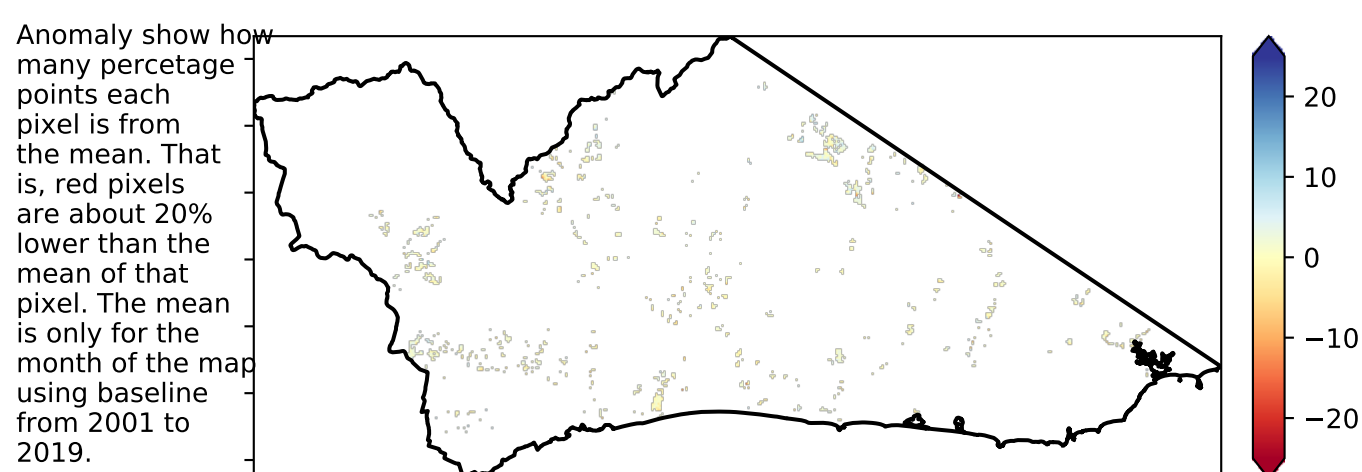 Anomaly show how
many percetage
points each
pixel is from
the mean. That
is, red pixels
are about 20%
lower than the
mean of that
pixel. The mean
is only for the
month of the map
using baseline
from 2001 to
2019.
20
10
0
−10
−20